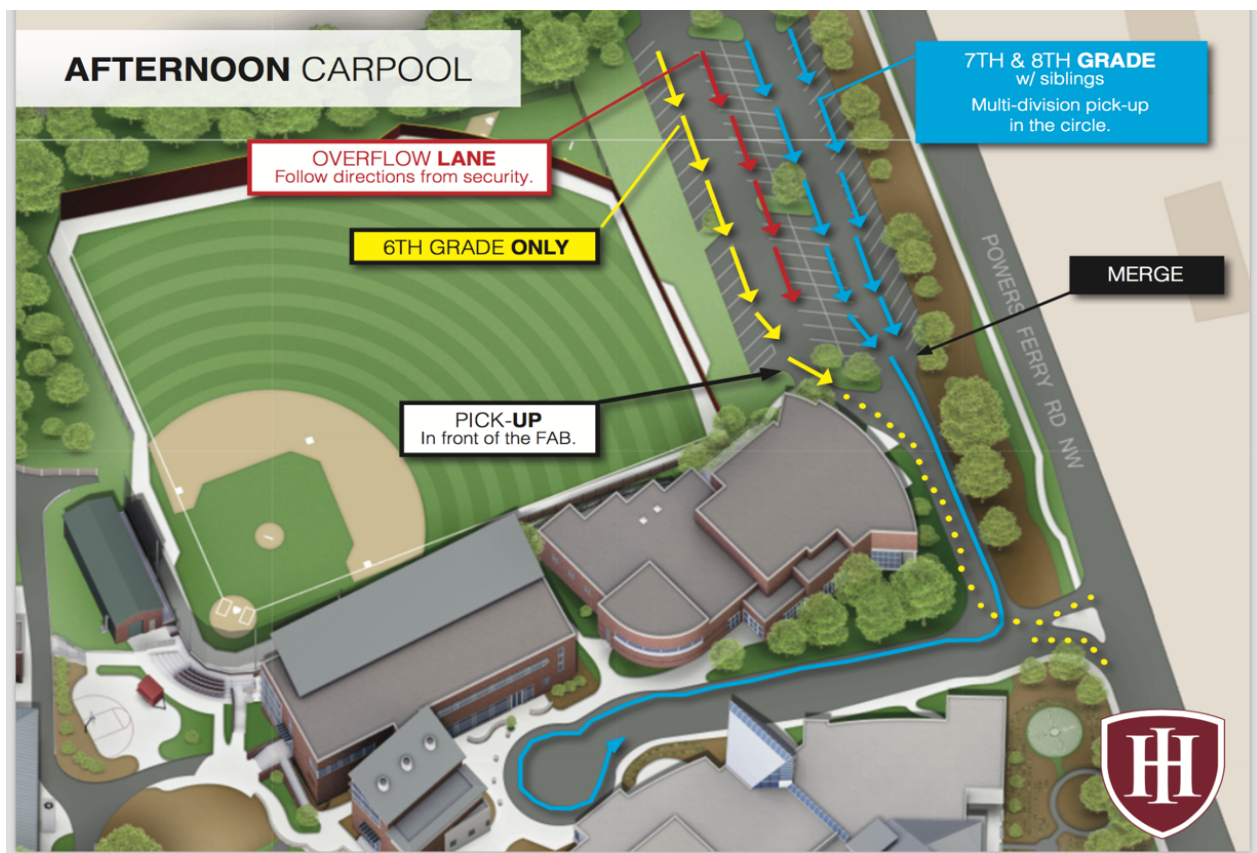 AFTERNOON CARPOOL
7TH & 8TH GRADE
w/ siblings
Multi-division pick-up
in the circle.
OVERFLOW LANE
Follow directions from security.
6TH GRADE ONLY
MERGE
POWERS FERRY RD NW
PICK-UP
In front of the FAB.
HI